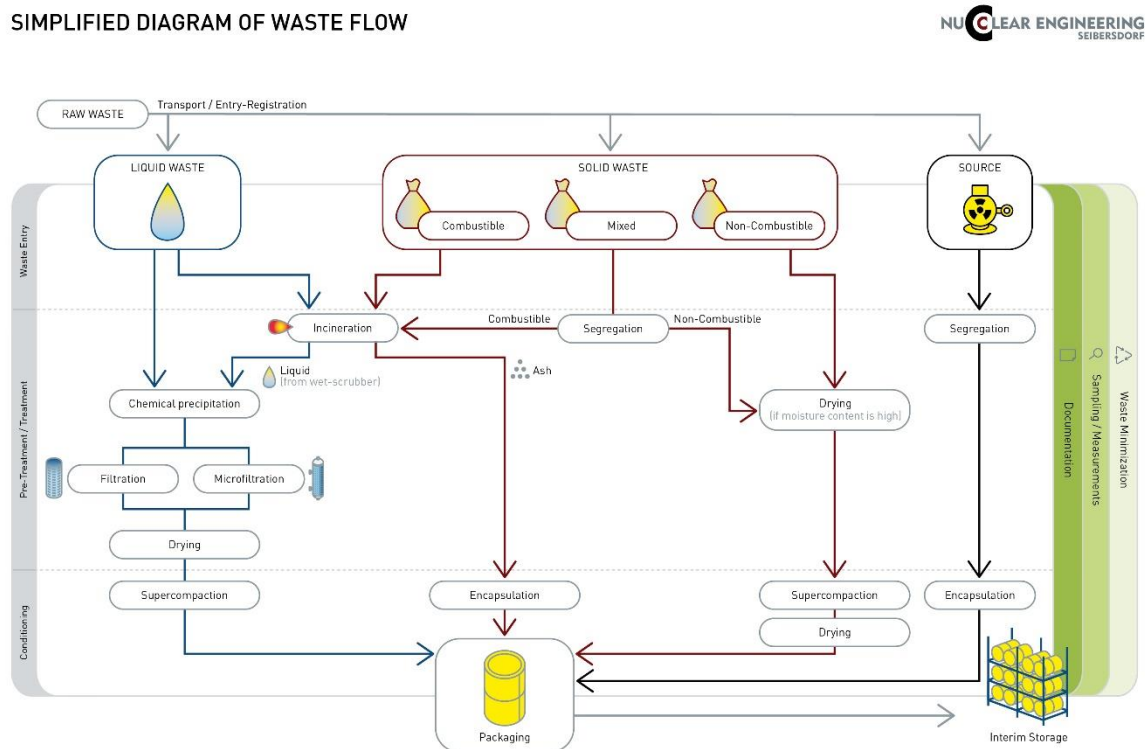 SIMPLIFIED DIAGRAM OF WASTE FLOW
NUCLEAR ENGINEERING
SEIBERSDORF
RAW WASTE
Transport / Entry-Registration
LIQUID WASTE
SOLID WASTE
SOURCE
Combustible
Mixed
Non-Combustible
Waste Entry
Incineration
Combustible
Segregation
Non-Combustible
Segregation
Liquid
(from wet-scrubber)
Ash
Chemical precipitation
Drying
(if moisture content is high)
Pre-Treatment / Treatment
Filtration
Microfiltration
Drying
Documentation
Sampling / Measurements
Waste Minimization
Supercompaction
Encapsulation
Supercompaction
Encapsulation
Drying
Conditioning
Packaging
Interim Storage